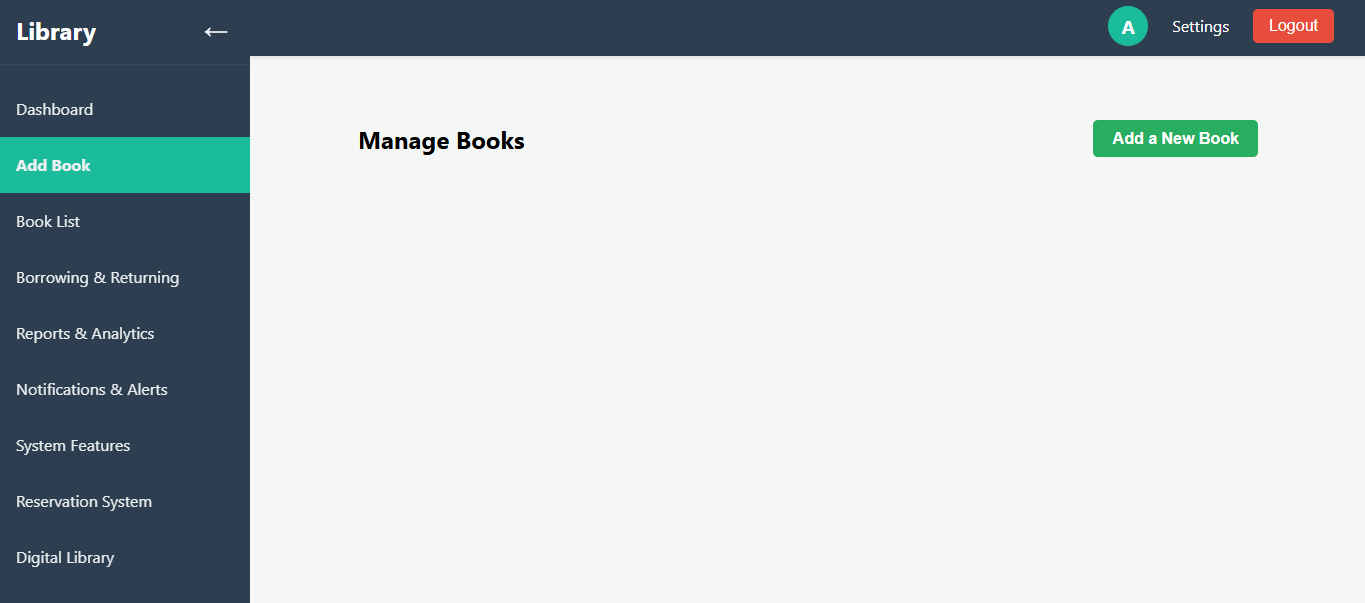 Library
←
A
Settings
Logout
Dashboard
Add Book
Book List
Borrowing & Returning
Reports & Analytics
Notifications & Alerts
System Features
Reservation System
Digital Library
Manage Books
Add a New Book